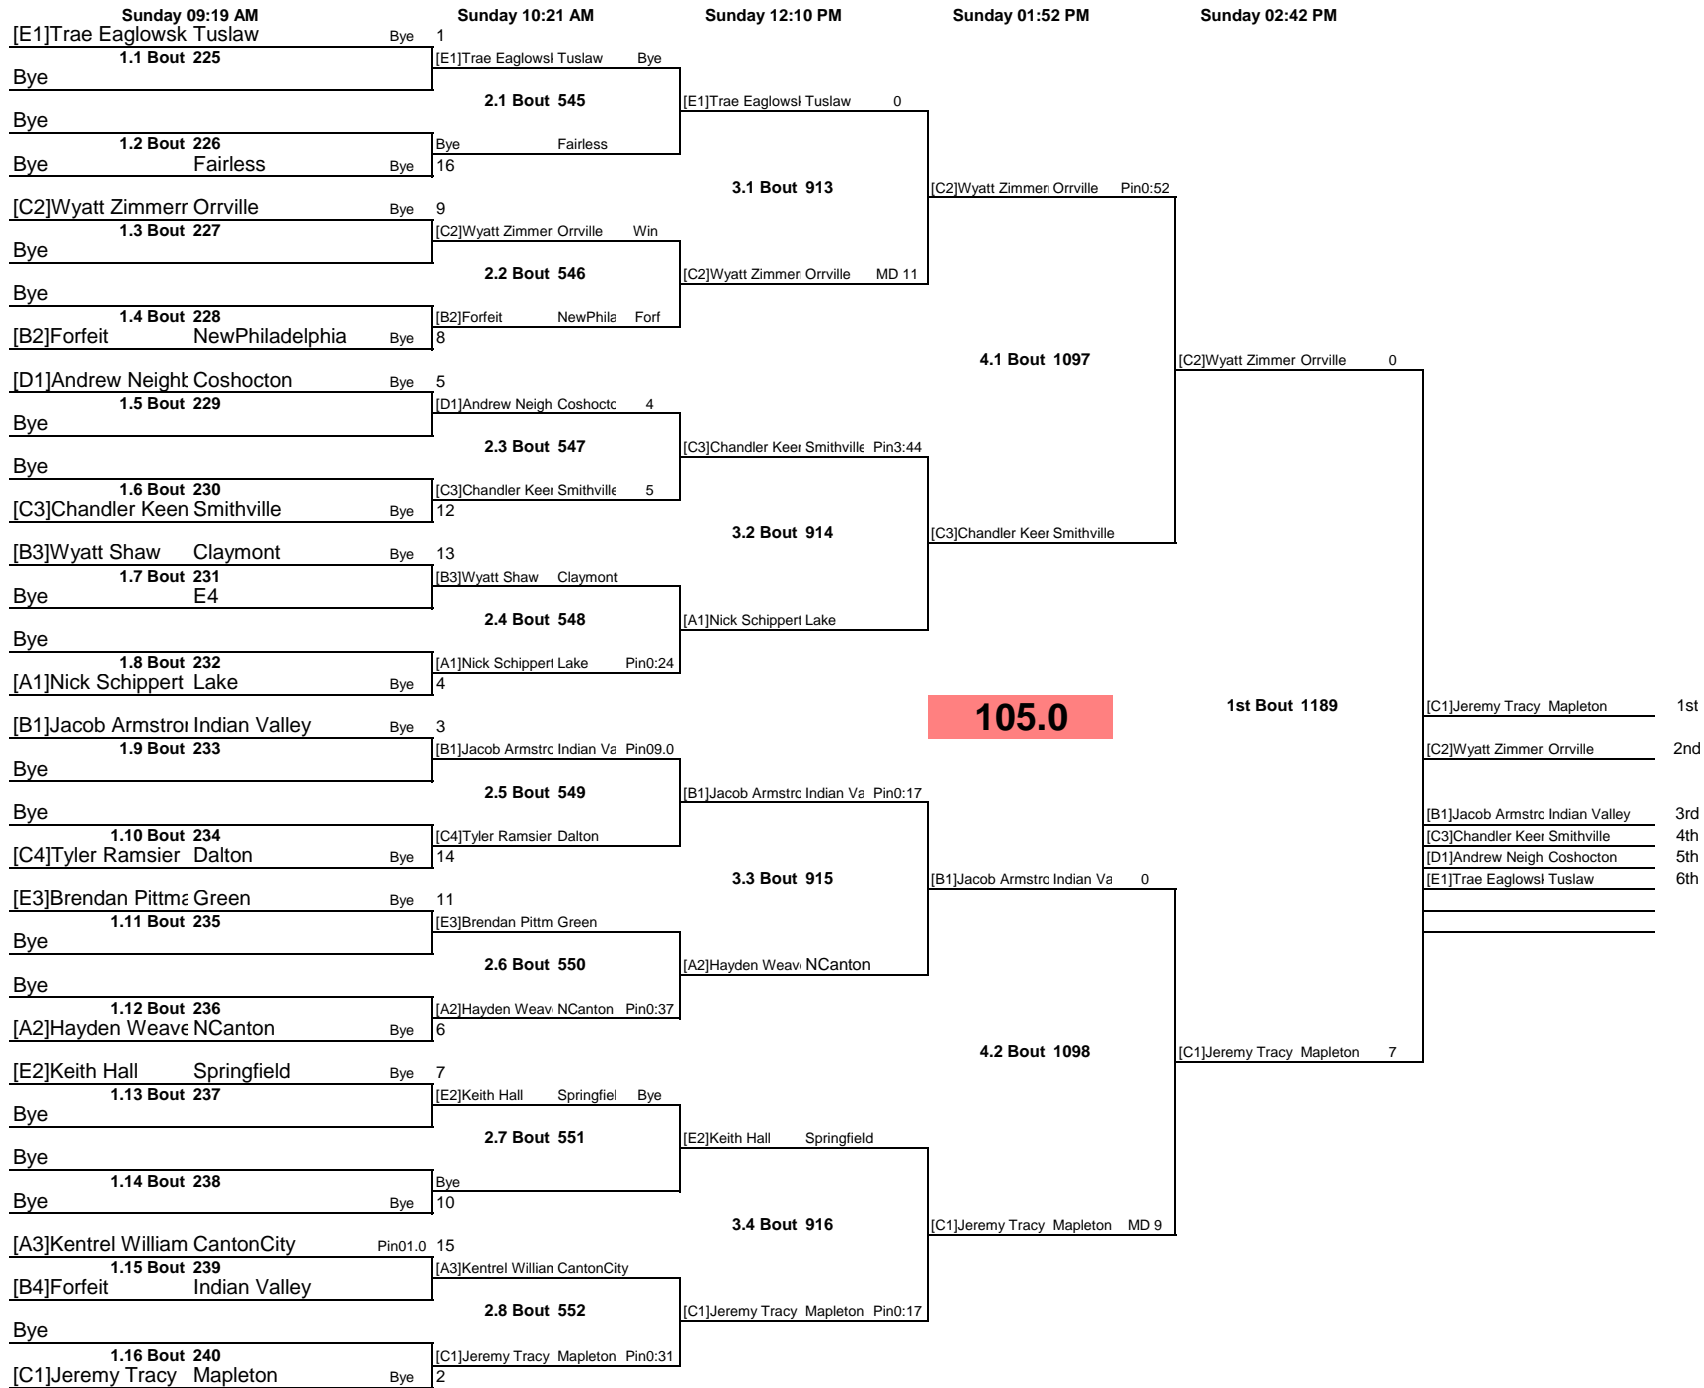 Sunday 09:19 AM Sunday 10:21 AM Sunday 12:10 PM Sunday 01:52 PM Sunday 02:42 PM
[E1]Trae Eaglowsk Tuslaw Bye 1
1.1 Bout 225 [E1]Trae Eaglowsl Tuslaw Bye
Bye
2.1 Bout 545 [E1]Trae Eaglowsl Tuslaw 0
Bye
1.2 Bout 226 Bye Fairless
Bye Fairless Bye 16
3.1 Bout 913 [C2]Wyatt Zimmer Orrville Pin0:52
[C2]Wyatt Zimmerr Orrville Bye 9
1.3 Bout 227 [C2]Wyatt Zimmer Orrville Win
Bye
2.2 Bout 546 [C2]Wyatt Zimmer Orrville MD 11
Bye
1.4 Bout 228 [B2]Forfeit NewPhila Forf
[B2]Forfeit NewPhiladelphia Bye 8
4.1 Bout 1097 [C2]Wyatt Zimmer Orrville 0
[D1]Andrew Neight Coshocton Bye 5
1.5 Bout 229 [D1]Andrew Neigh Coshoctc 4
Bye
2.3 Bout 547 [C3]Chandler Keer Smithville Pin3:44
Bye
1.6 Bout 230 [C3]Chandler Keer Smithville 5
[C3]Chandler Keen Smithville Bye 12
3.2 Bout 914 [C3]Chandler Keer Smithville
[B3]Wyatt Shaw Claymont Bye 13
1.7 Bout 231 [B3]Wyatt Shaw Claymont
Bye E4
2.4 Bout 548 [A1]Nick Schippert Lake
Bye
1.8 Bout 232 [A1]Nick Schippert Lake Pin0:24
[A1]Nick Schippert Lake Bye 4
105.0 1st Bout 1189 [C1]Jeremy Tracy Mapleton 1st
[B1]Jacob Armstroi Indian Valley Bye 3
1.9 Bout 233 [B1]Jacob Armstrc Indian Va Pin09.0 [C2]Wyatt Zimmer Orrville 2nd
Bye
2.5 Bout 549 [B1]Jacob Armstrc Indian Va Pin0:17
Bye [B1]Jacob Armstrc Indian Valley 3rd
1.10 Bout 234 [C4]Tyler Ramsier Dalton [C3]Chandler Keer Smithville 4th
[C4]Tyler Ramsier Dalton Bye 14 [D1]Andrew Neigh Coshocton 5th
3.3 Bout 915 [B1]Jacob Armstrc Indian Va 0 [E1]Trae Eaglowsl Tuslaw 6th
[E3]Brendan Pittma Green Bye 11
1.11 Bout 235 [E3]Brendan Pittm Green
Bye
2.6 Bout 550 [A2]Hayden Weav NCanton
Bye
1.12 Bout 236 [A2]Hayden Weav NCanton Pin0:37
[A2]Hayden Weave NCanton Bye 6
4.2 Bout 1098 [C1]Jeremy Tracy Mapleton 7
[E2]Keith Hall Springfield Bye 7
1.13 Bout 237 [E2]Keith Hall Springfiel Bye
Bye
2.7 Bout 551 [E2]Keith Hall Springfield
Bye
1.14 Bout 238 Bye
Bye Bye 10
3.4 Bout 916 [C1]Jeremy Tracy Mapleton MD 9
[A3]Kentrel William CantonCity Pin01.0 15
1.15 Bout 239 [A3]Kentrel Willian CantonCity
[B4]Forfeit Indian Valley
2.8 Bout 552 [C1]Jeremy Tracy Mapleton Pin0:17
Bye
1.16 Bout 240 [C1]Jeremy Tracy Mapleton Pin0:31
[C1]Jeremy Tracy Mapleton Bye 2